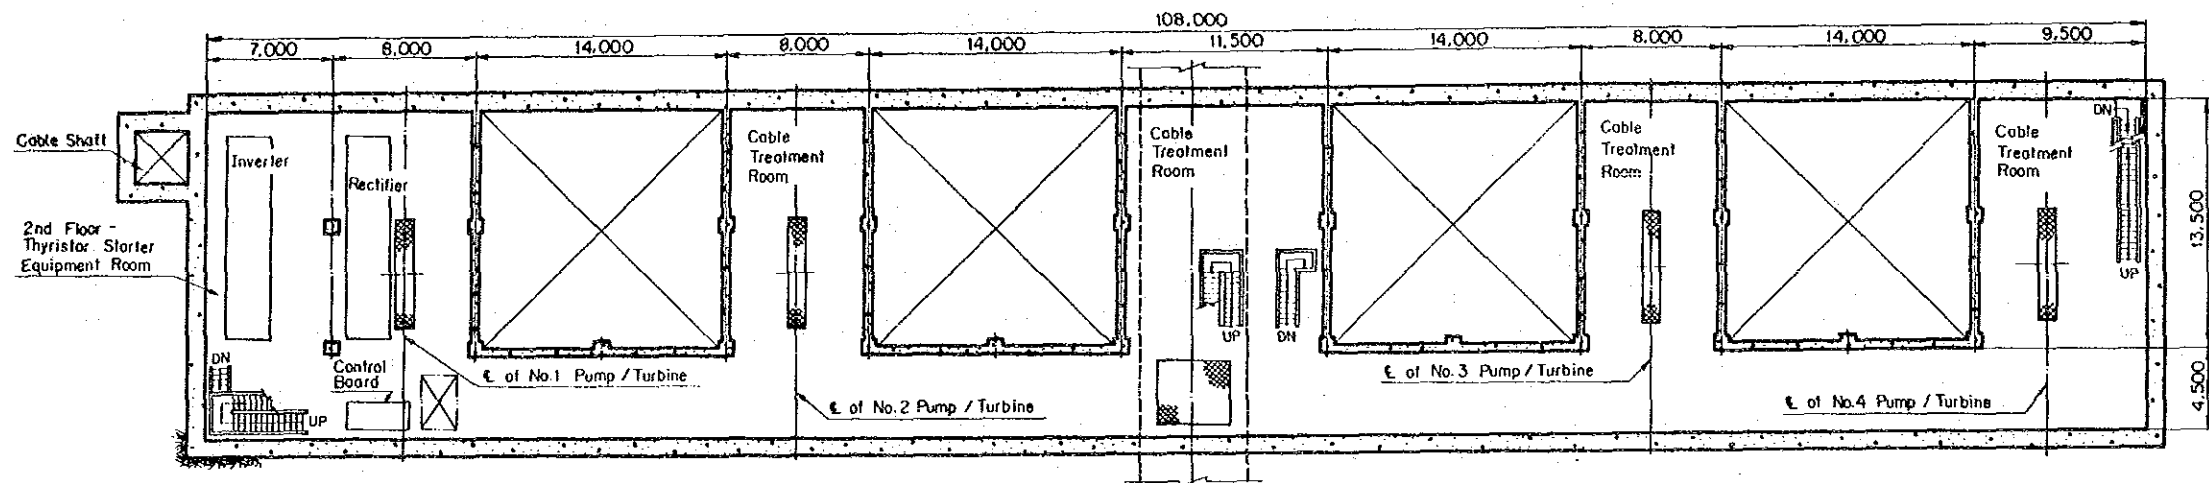 108,000
7,000
8,000
14,000
8,000
14,000
11,500
14,000
8,000
14,000
9,500
Cable Shaft
Inverter
Rectifier
Cable
Treatment
Room
Cable
Treatment
Room
Cable
Treatment
Room
Cable
Treatment
Room
DN
UP
13,500
2nd Floor -
Thyristor Starter
Equipment Room
DN
UP
Control
Board
UP
DN
℄ of No.1 Pump / Turbine
℄ of No.2 Pump / Turbine
℄ of No.3 Pump / Turbine
℄ of No.4 Pump / Turbine
4,500